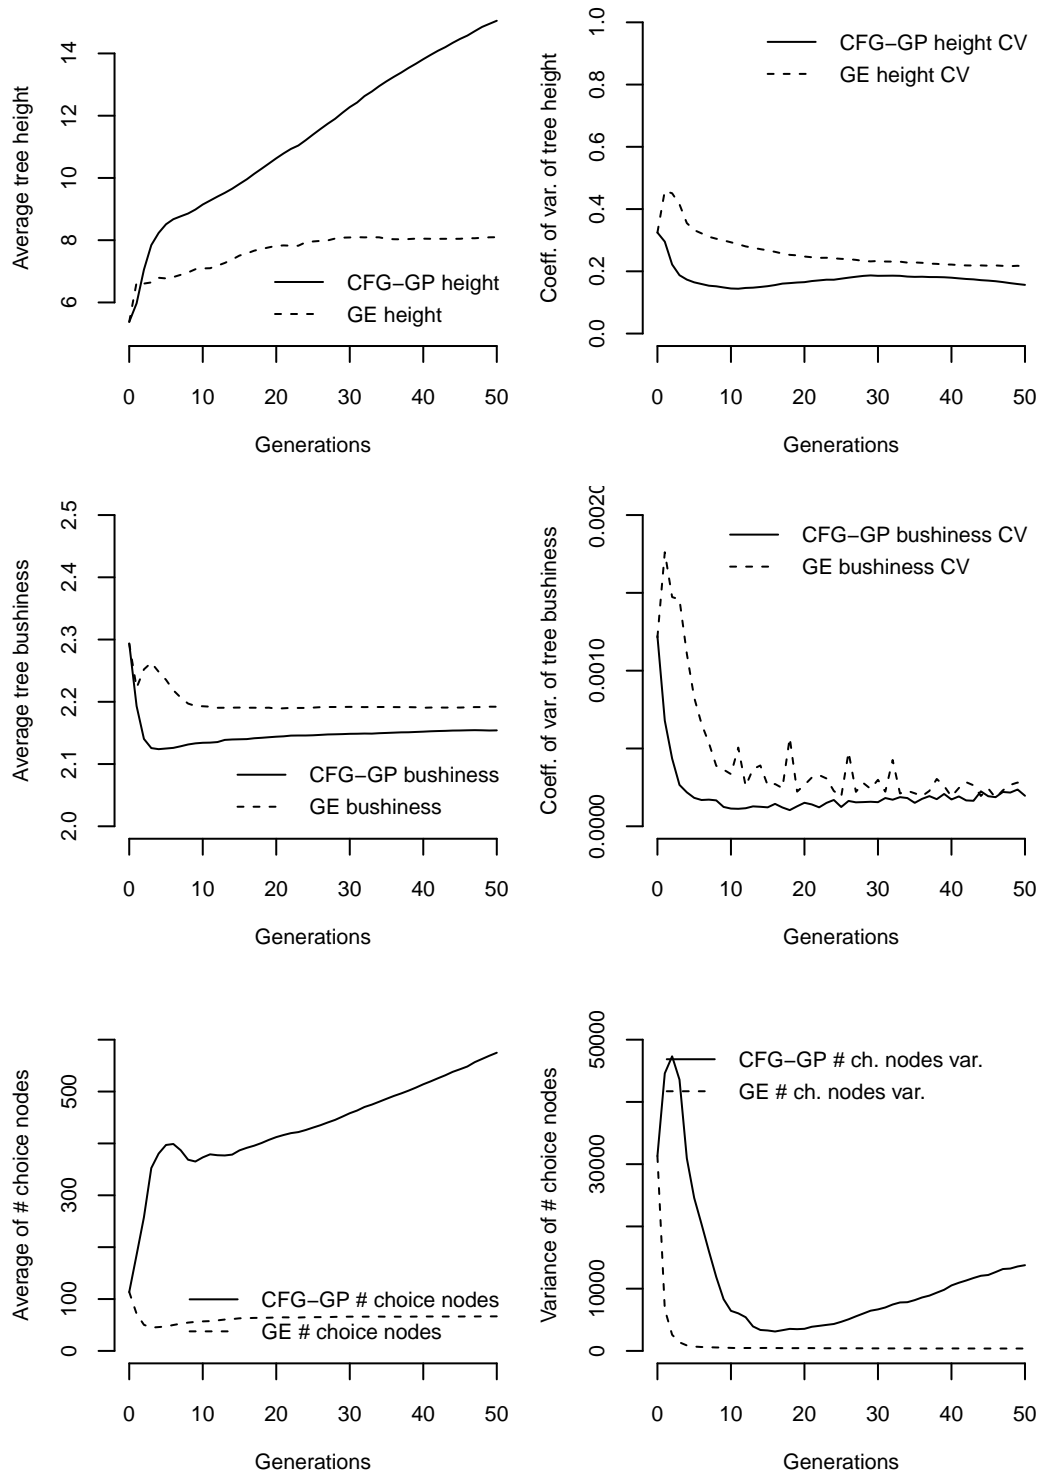 Average tree height
14
12
10
8
6
CFG−GP height
GE height
0 10 20 30 40 50
Generations
Coeff. of var. of tree height
1.0
0.8
0.6
0.4
0.2
0.0
CFG−GP height CV
GE height CV
0 10 20 30 40 50
Generations
Average tree bushiness
2.5
2.4
2.3
2.2
2.1
2.0
CFG−GP bushiness
GE bushiness
0 10 20 30 40 50
Generations
Coeff. of var. of tree bushiness
0.0020
0.0010
0.0000
CFG−GP bushiness CV
GE bushiness CV
0 10 20 30 40 50
Generations
Average of # choice nodes
500
300
100
0
CFG−GP # choice nodes
GE # choice nodes
0 10 20 30 40 50
Generations
Variance of # choice nodes
50000
30000
10000
0
CFG−GP # ch. nodes var.
GE # ch. nodes var.
0 10 20 30 40 50
Generations